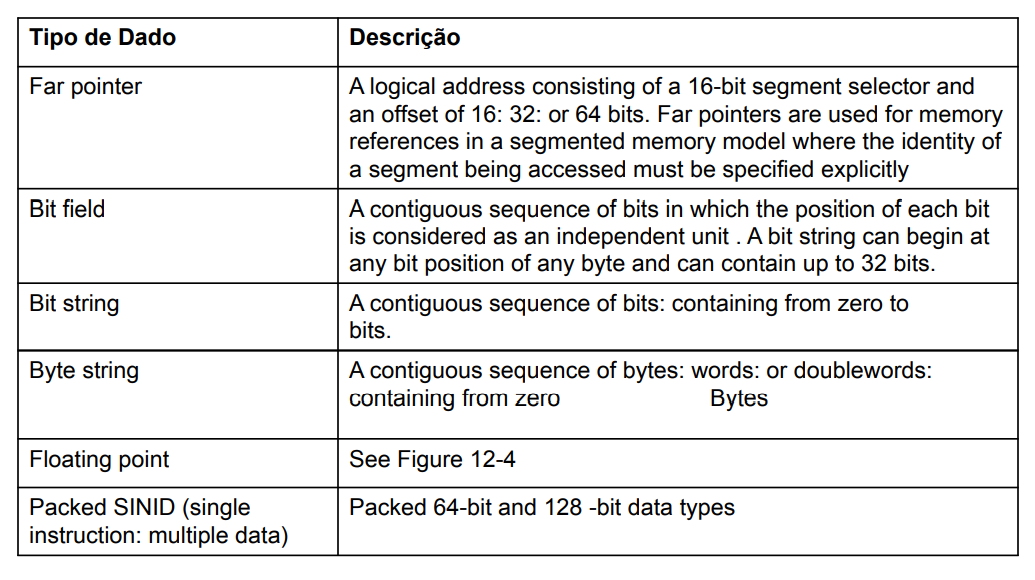 Tipo de Dado
Descrição
Far pointer
A logical address consisting of a 16-bit segment selector and
an offset of 16: 32: or 64 bits. Far pointers are used for memory
references in a segmented memory model where the identity of
a segment being accessed must be specified explicitly
Bit field
A contiguous sequence of bits in which the position of each bit
is considered as an independent unit . A bit string can begin at
any bit position of any byte and can contain up to 32 bits.
Bit string
A contiguous sequence of bits: containing from zero to
bits.
Byte string
A contiguous sequence of bytes: words: or doublewords:
containing from zero Bytes
Floating point
See Figure 12-4
Packed SINID (single
instruction: multiple data)
Packed 64-bit and 128 -bit data types